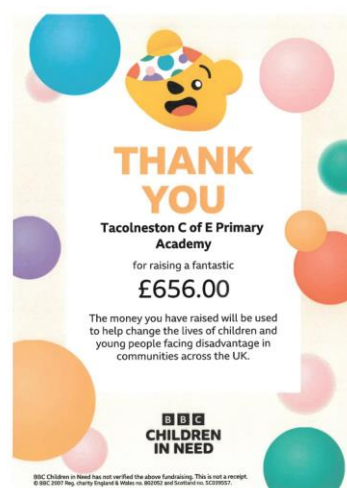 THANK
YOU
Tacolneston C of E Primary
Academy
for raising a fantastic
£656.00
The money you have raised will be used
to help change the lives of children and
young people facing disadvantage in
communities across the UK.
BBC
CHILDREN
IN NEED
BBC Children in Need has not verified the above fundraising. This is not a receipt.
© BBC 2007 Reg. charity England & Wales no. 802052 and Scotland no. SC039557.